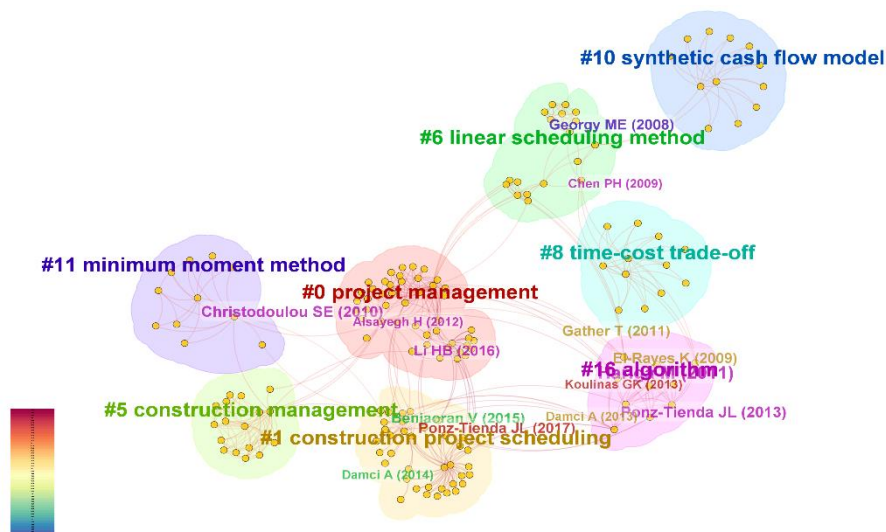 #10 synthetic cash flow model
Georgy ME (2008)
#6 linear scheduling method
Chen PH (2009)
#8 time-cost trade-off
#11 minimum moment method
#0 project management
Christodoulou SE (2010)
Alsayegh H (2012)
Gather T (2011)
Li HB (2016)
El-Rayes K (2009)
#16 algorithm
Koulinas GK (2013)
#5 construction management
Benjaoran V (2015)
Damci A (2013)
Ponz-Tienda JL (2013)
Ponz-Tienda JL (2017)
#1 construction project scheduling
Damci A (2014)